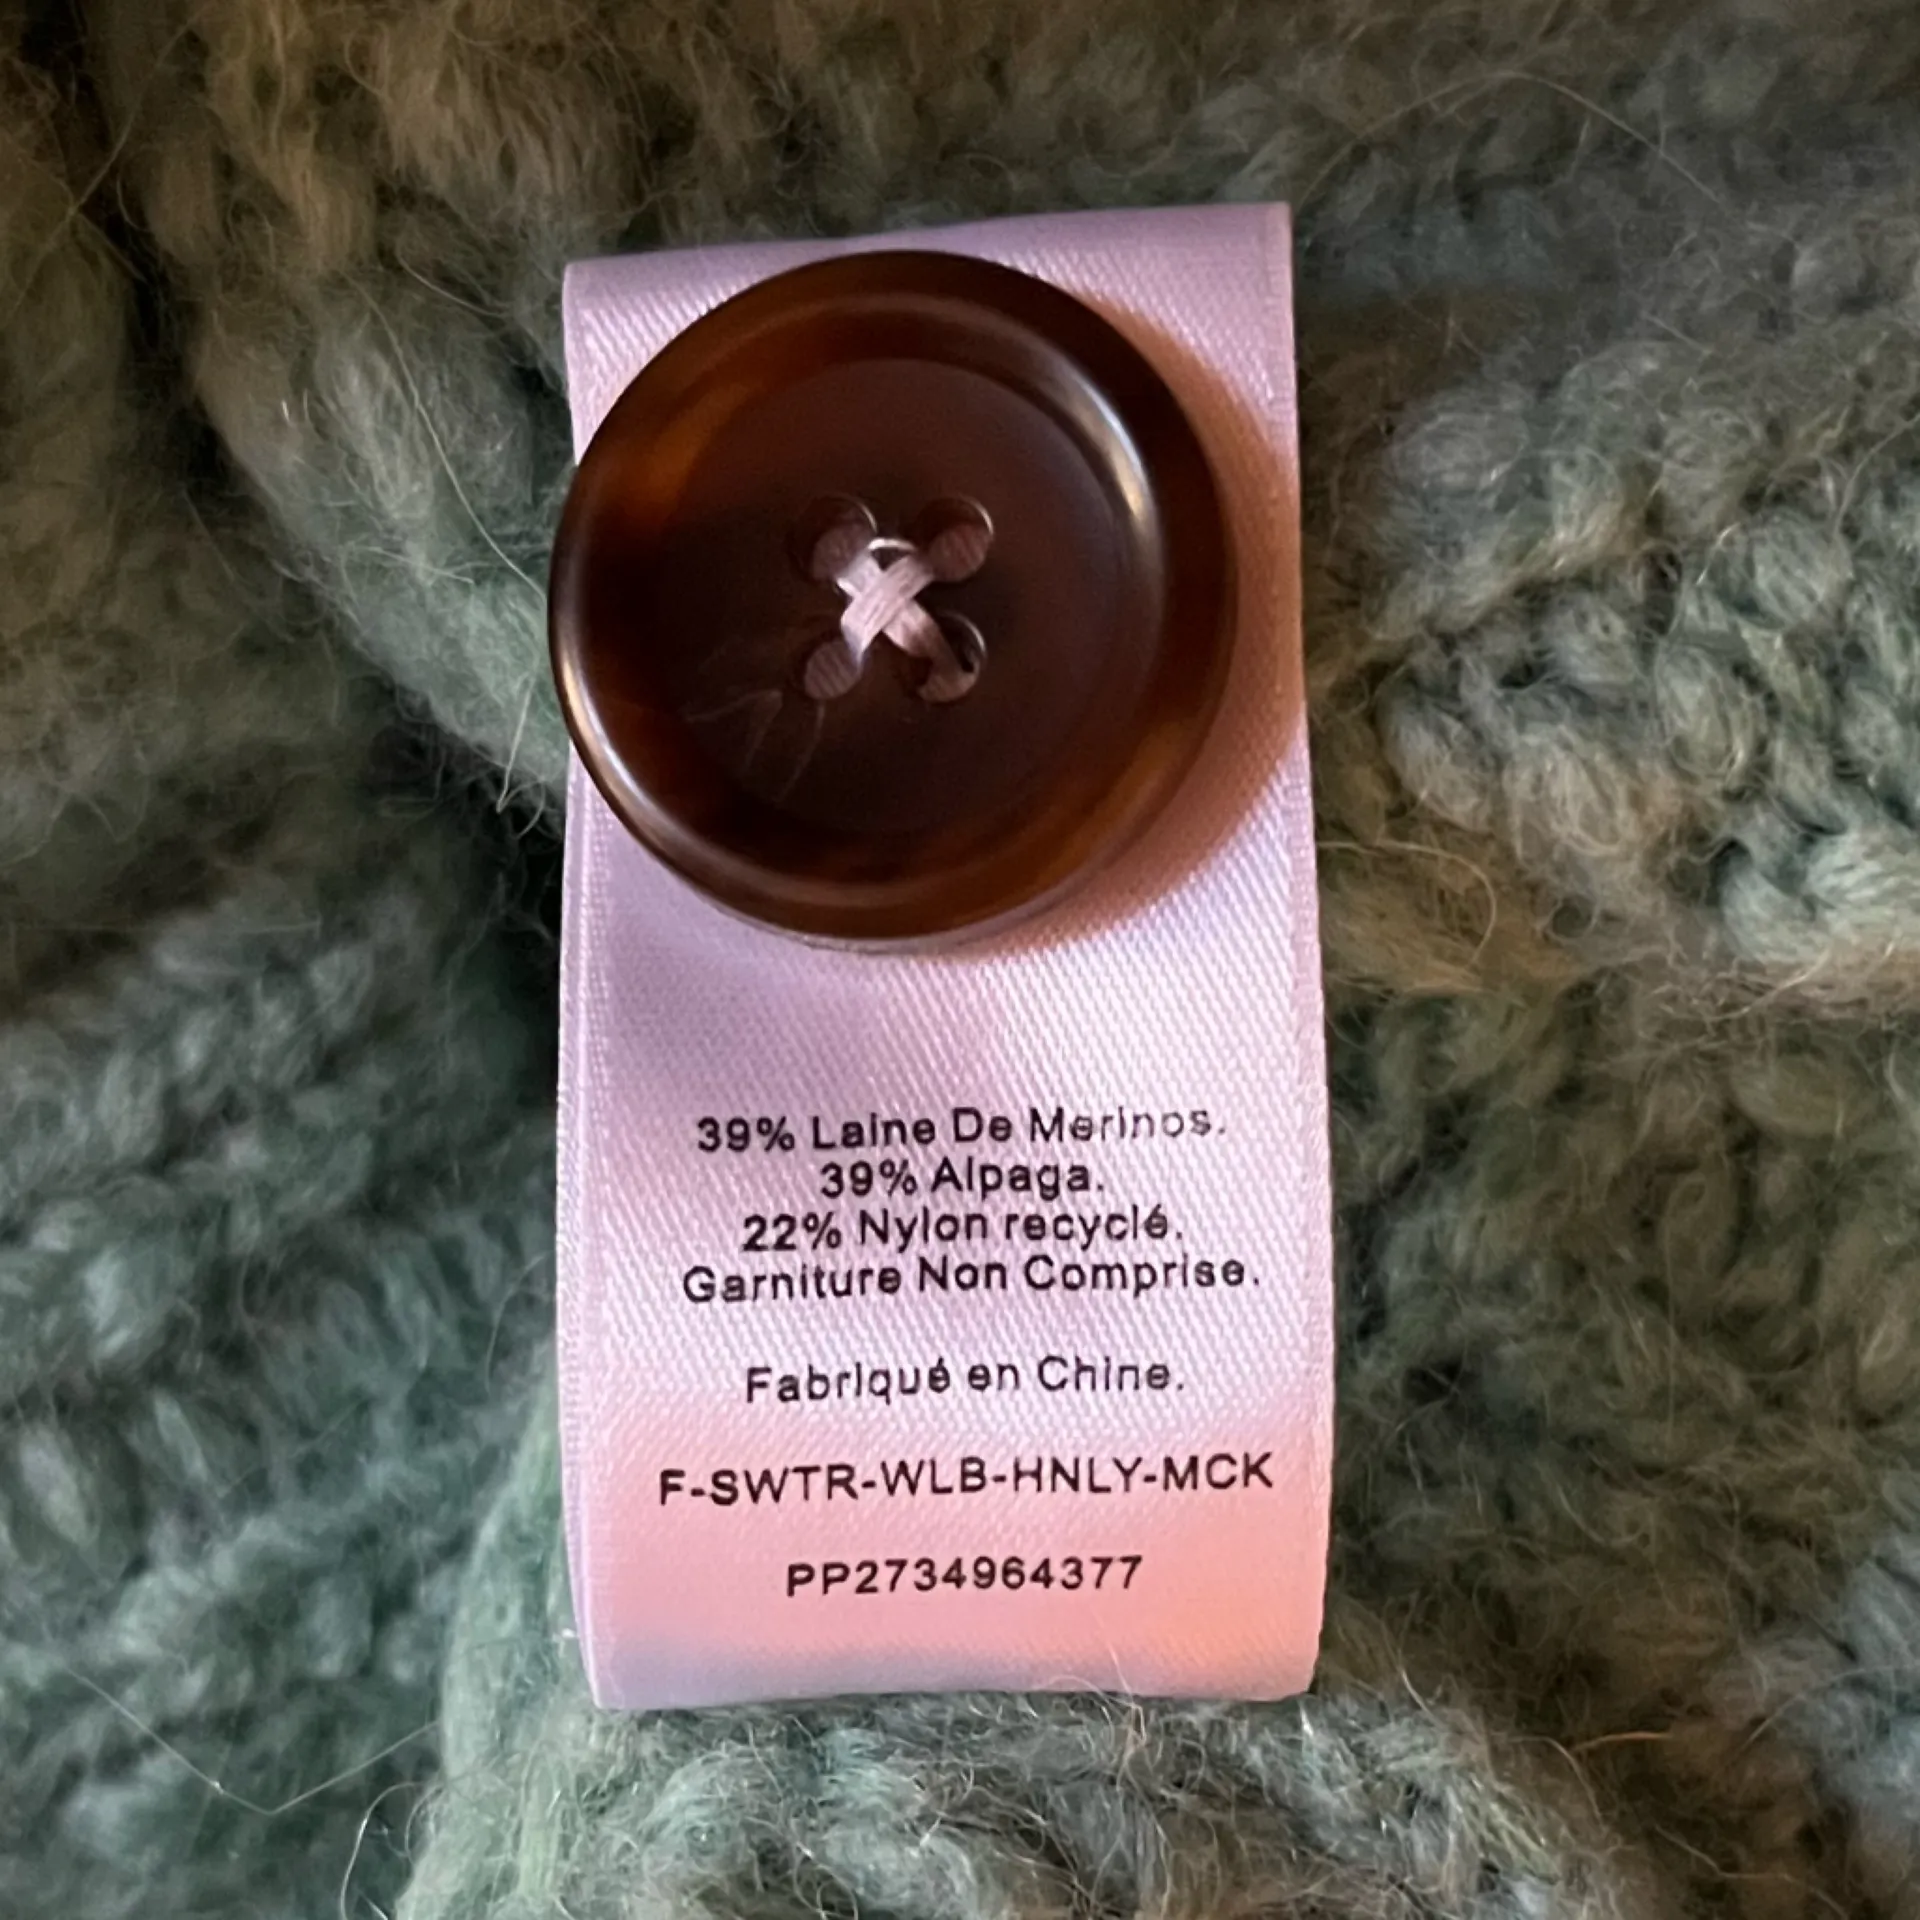 39% Laine De Merinos.
39% Alpaga.
22% Nylon recyclé.
Garniture Non Comprise.
Fabriqué en Chine.
F-SWTR-WLB-HNLY-MCK
PP2734964377